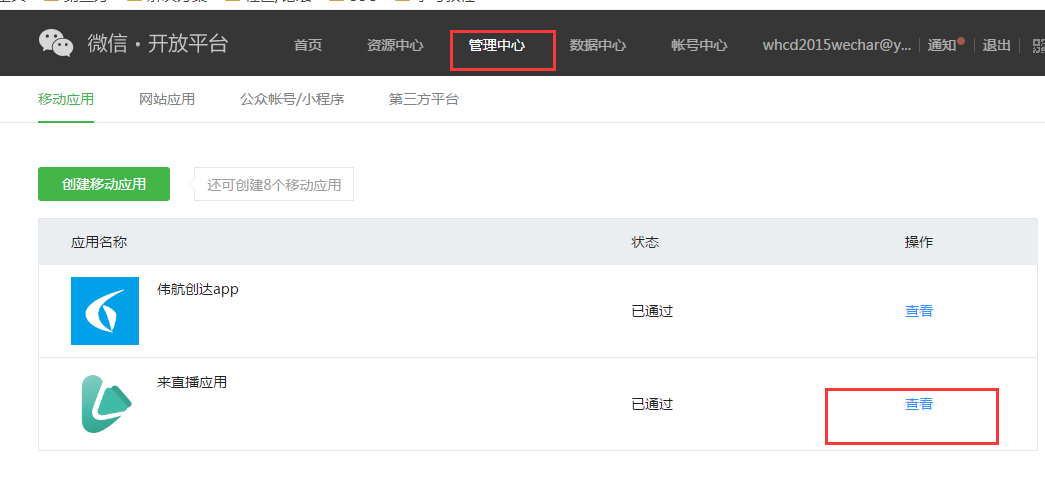 微信·开放平台 首页 资源中心 管理中心 数据中心 帐号中心 whcd2015wechar@y... 通知 退出
移动应用 网站应用 公众帐号/小程序 第三方平台
创建移动应用 还可创建8个移动应用
应用名称 状态 操作
伟航创达app
已通过 查看
来直播应用
已通过 查看